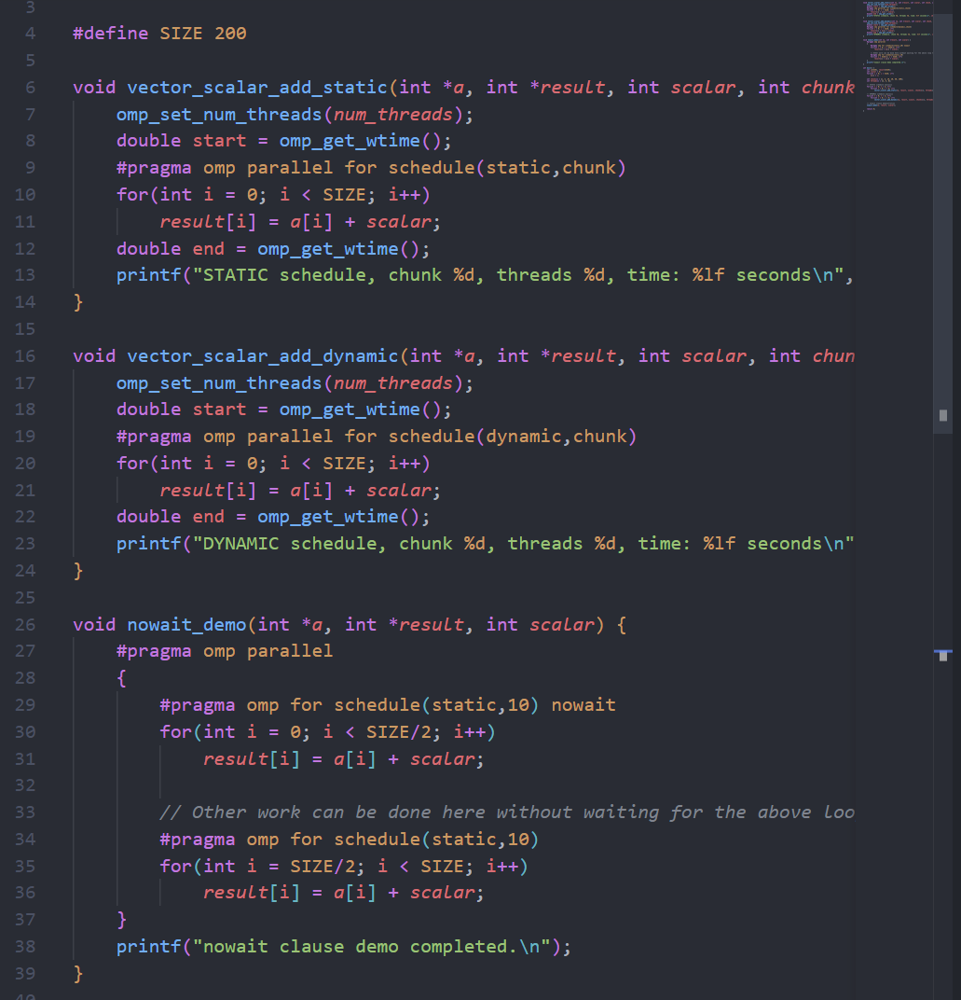 3
4 #define SIZE 200
5
6 void vector_scalar_add_static(int *a, int *result, int scalar, int chunk
7 omp_set_num_threads(num_threads);
8 double start = omp_get_wtime();
9 #pragma omp parallel for schedule(static,chunk)
10 for(int i = 0; i < SIZE; i++)
11 result[i] = a[i] + scalar;
12 double end = omp_get_wtime();
13 printf("STATIC schedule, chunk %d, threads %d, time: %lf seconds\n",
14 }
15
16 void vector_scalar_add_dynamic(int *a, int *result, int scalar, int chun
17 omp_set_num_threads(num_threads);
18 double start = omp_get_wtime();
19 #pragma omp parallel for schedule(dynamic,chunk)
20 for(int i = 0; i < SIZE; i++)
21 result[i] = a[i] + scalar;
22 double end = omp_get_wtime();
23 printf("DYNAMIC schedule, chunk %d, threads %d, time: %lf seconds\n"
24 }
25
26 void nowait_demo(int *a, int *result, int scalar) {
27 #pragma omp parallel
28 {
29 #pragma omp for schedule(static,10) nowait
30 for(int i = 0; i < SIZE/2; i++)
31 result[i] = a[i] + scalar;
32
33 // Other work can be done here without waiting for the above loo
34 #pragma omp for schedule(static,10)
35 for(int i = SIZE/2; i < SIZE; i++)
36 result[i] = a[i] + scalar;
37 }
38 printf("nowait clause demo completed.\n");
39 }